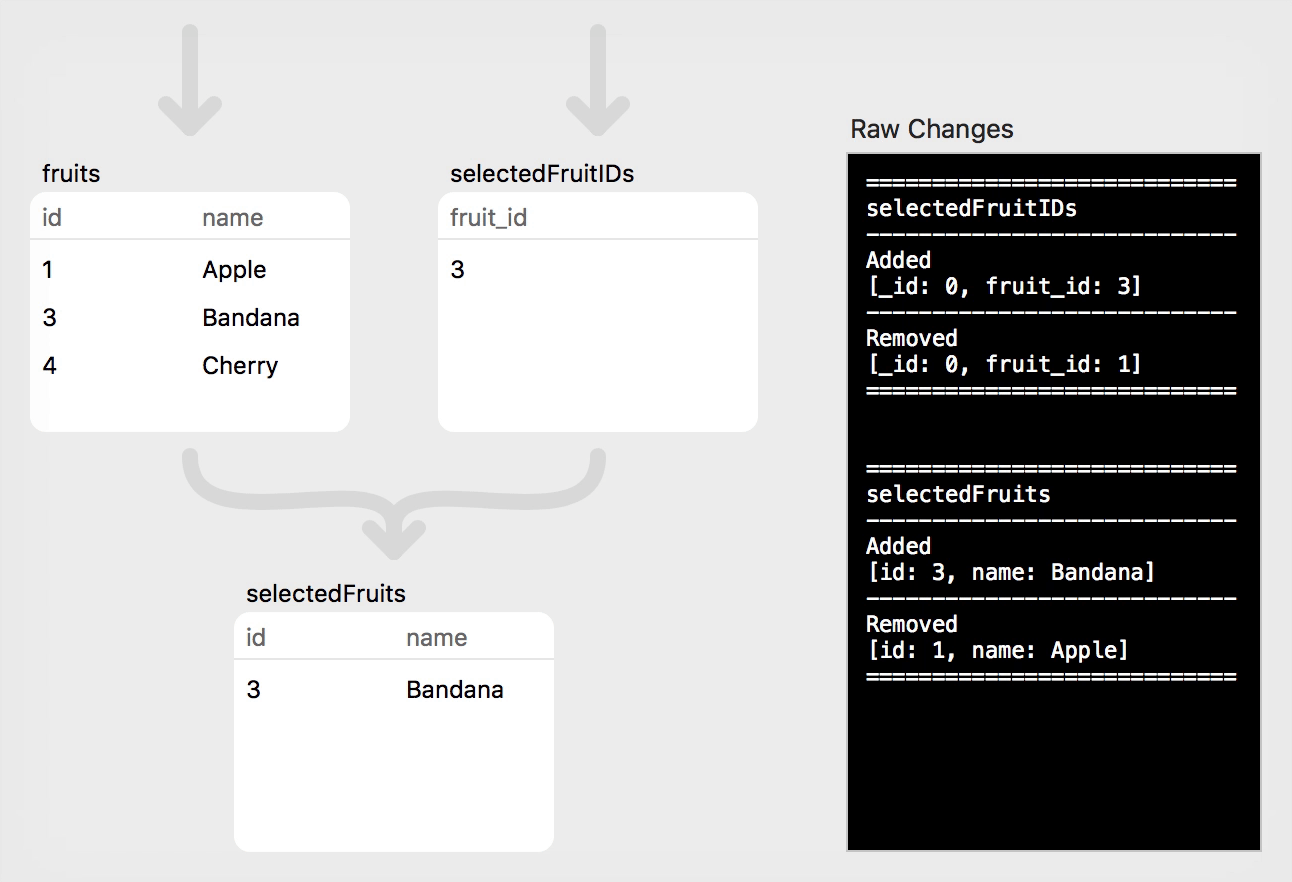 fruits
id name
1 Apple
3 Bandana
4 Cherry
selectedFruitIDs
fruit_id
3
selectedFruits
id name
3 Bandana
Raw Changes
============================
selectedFruitIDs
----------------------------
Added
[_id: 0, fruit_id: 3]
----------------------------
Removed
[_id: 0, fruit_id: 1]
============================
============================
selectedFruits
----------------------------
Added
[id: 3, name: Bandana]
----------------------------
Removed
[id: 1, name: Apple]
============================